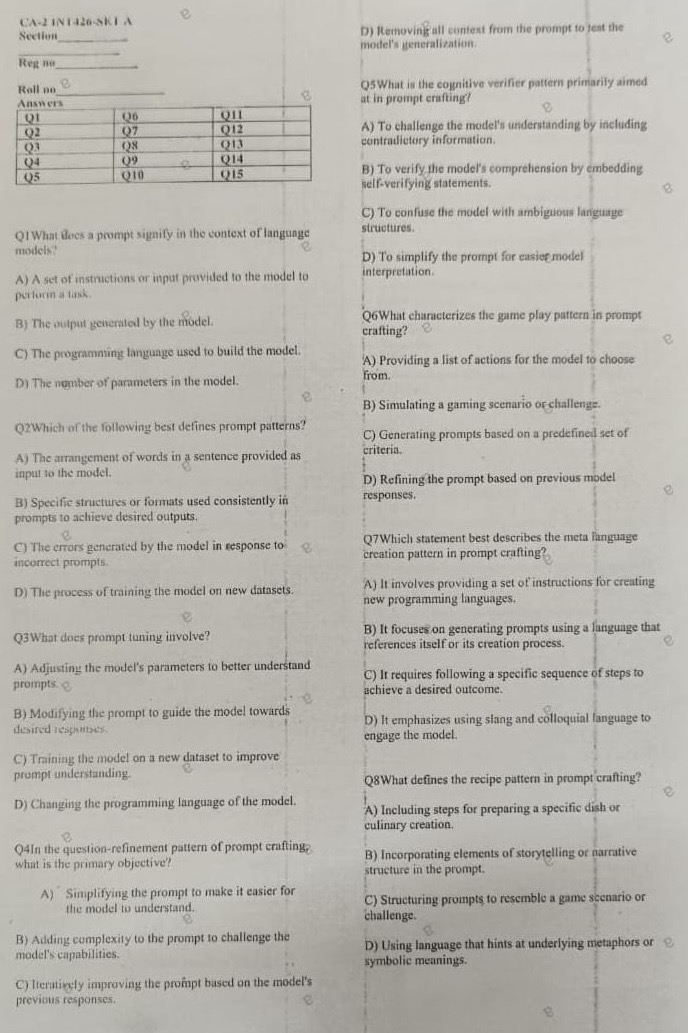 CA-2 INT426-SKT A
Section
Reg no
Roll no
Answers
Q1 Q6 Q11
Q2 Q7 Q12
Q3 Q8 Q13
Q4 Q9 Q14
Q5 Q10 Q15
Q1What does a prompt signify in the context of language
models?
A) A set of instructions or input provided to the model to
perform a task.
B) The output generated by the model.
C) The programming language used to build the model.
D) The number of parameters in the model.
Q2Which of the following best defines prompt patterns?
A) The arrangement of words in a sentence provided as
input to the model.
B) Specific structures or formats used consistently in
prompts to achieve desired outputs.
C) The errors generated by the model in response to
incorrect prompts.
D) The process of training the model on new datasets.
Q3What does prompt tuning involve?
A) Adjusting the model's parameters to better understand
prompts.
B) Modifying the prompt to guide the model towards
desired responses.
C) Training the model on a new dataset to improve
prompt understanding.
D) Changing the programming language of the model.
Q4In the question-refinement pattern of prompt crafting,
what is the primary objective?
A) Simplifying the prompt to make it easier for
the model to understand.
B) Adding complexity to the prompt to challenge the
model's capabilities.
C) Iteratively improving the prompt based on the model's
previous responses.
D) Removing all context from the prompt to test the
model's generalization.
Q5What is the cognitive verifier pattern primarily aimed
at in prompt crafting?
A) To challenge the model's understanding by including
contradictory information.
B) To verify the model's comprehension by embedding
self-verifying statements.
C) To confuse the model with ambiguous language
structures.
D) To simplify the prompt for easier model
interpretation.
Q6What characterizes the game play pattern in prompt
crafting?
A) Providing a list of actions for the model to choose
from.
B) Simulating a gaming scenario or challenge.
C) Generating prompts based on a predefined set of
criteria.
D) Refining the prompt based on previous model
responses.
Q7Which statement best describes the meta language
creation pattern in prompt crafting?
A) It involves providing a set of instructions for creating
new programming languages.
B) It focuses on generating prompts using a language that
references itself or its creation process.
C) It requires following a specific sequence of steps to
achieve a desired outcome.
D) It emphasizes using slang and colloquial language to
engage the model.
Q8What defines the recipe pattern in prompt crafting?
A) Including steps for preparing a specific dish or
culinary creation.
B) Incorporating elements of storytelling or narrative
structure in the prompt.
C) Structuring prompts to resemble a game scenario or
challenge.
D) Using language that hints at underlying metaphors or
symbolic meanings.